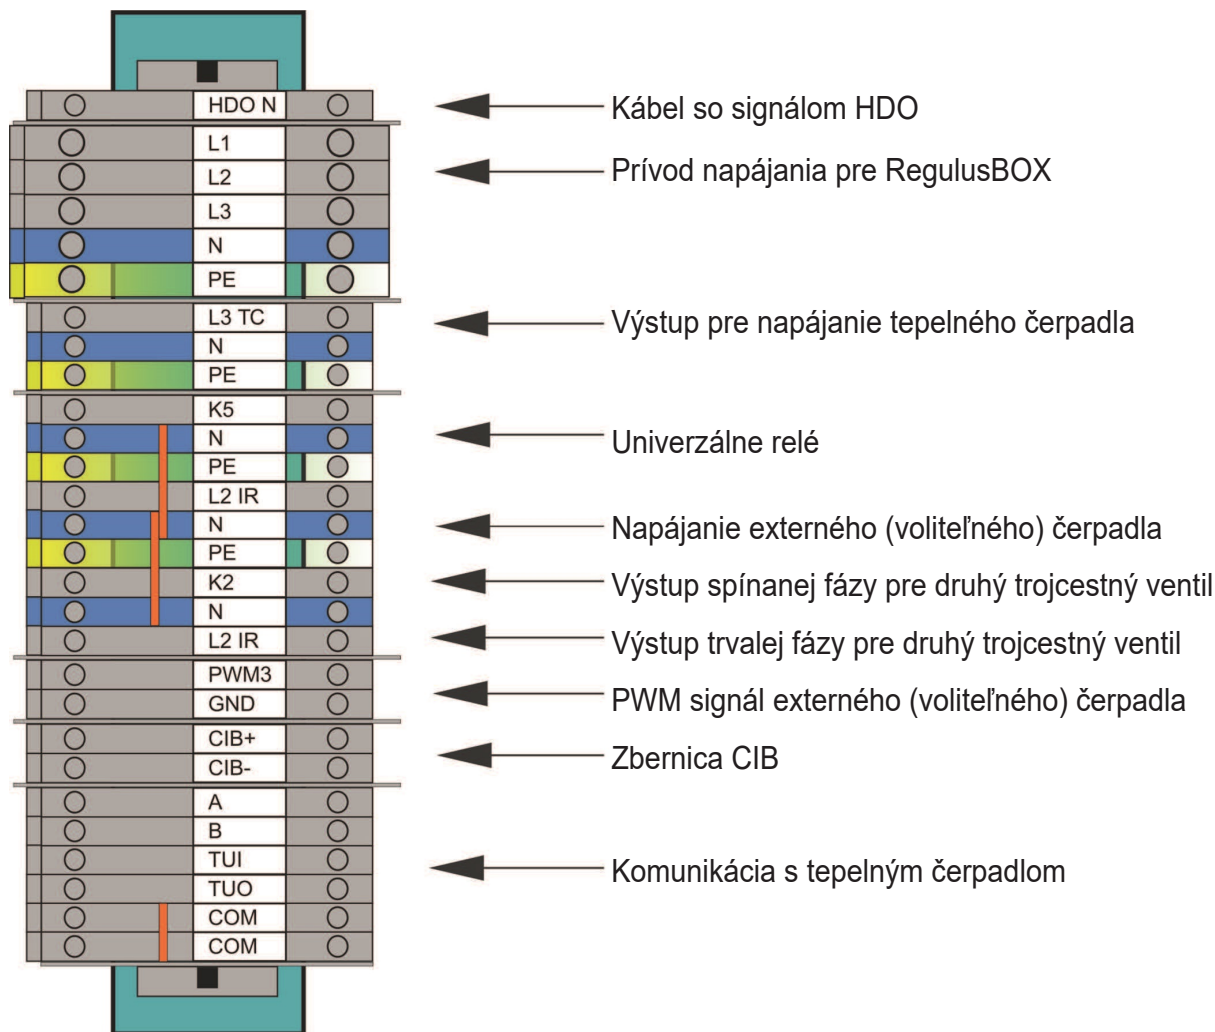 HDO N
Kábel so signálom HDO
L1
L2
Prívod napájania pre RegulusBOX
L3
N
PE
L3 TC
Výstup pre napájanie tepelného čerpadla
N
PE
K5
N
Univerzálne relé
PE
L2 IR
N
Napájanie externého (voliteľného) čerpadla
PE
K2
Výstup spínanej fázy pre druhý trojcestný ventil
N
L2 IR
Výstup trvalej fázy pre druhý trojcestný ventil
PWM3
GND
PWM signál externého (voliteľného) čerpadla
CIB+
Zbernica CIB
CIB-
A
B
TUI
Komunikácia s tepelným čerpadlom
TUO
COM
COM